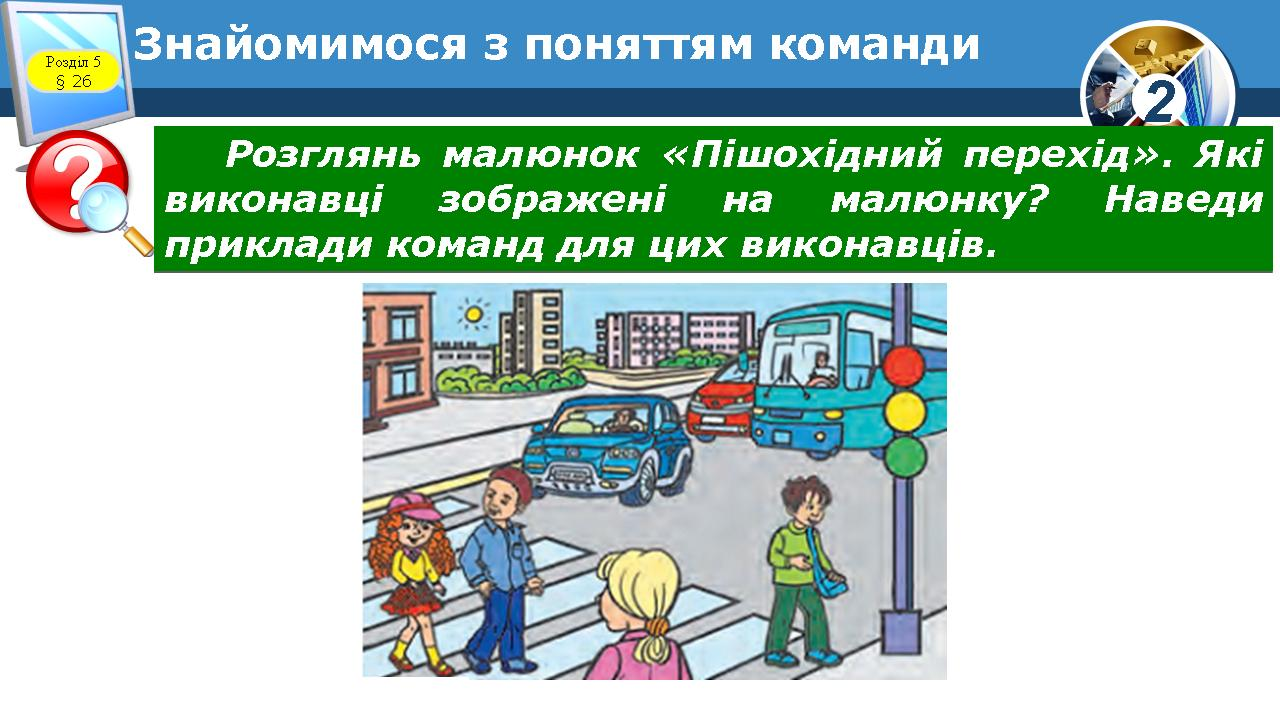 Знайомимося з поняттям команди
Розділ 5
§ 26
2
Розглянь малюнок «Пішохідний перехід». Які
виконавці зображені на малюнку? Наведи
приклади команд для цих виконавців.